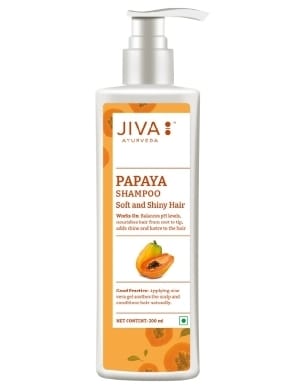 JIVA
AYURVEDA
PAPAYA
SHAMPOO
Soft and Shiny Hair
Works On: Balances pH levels,
nourishes hair from root to tip,
adds shine and lustre to the hair
Good Practice: Applying aloe
vera gel soothes the scalp and
conditions hair naturally.
NET CONTENT: 200 ml